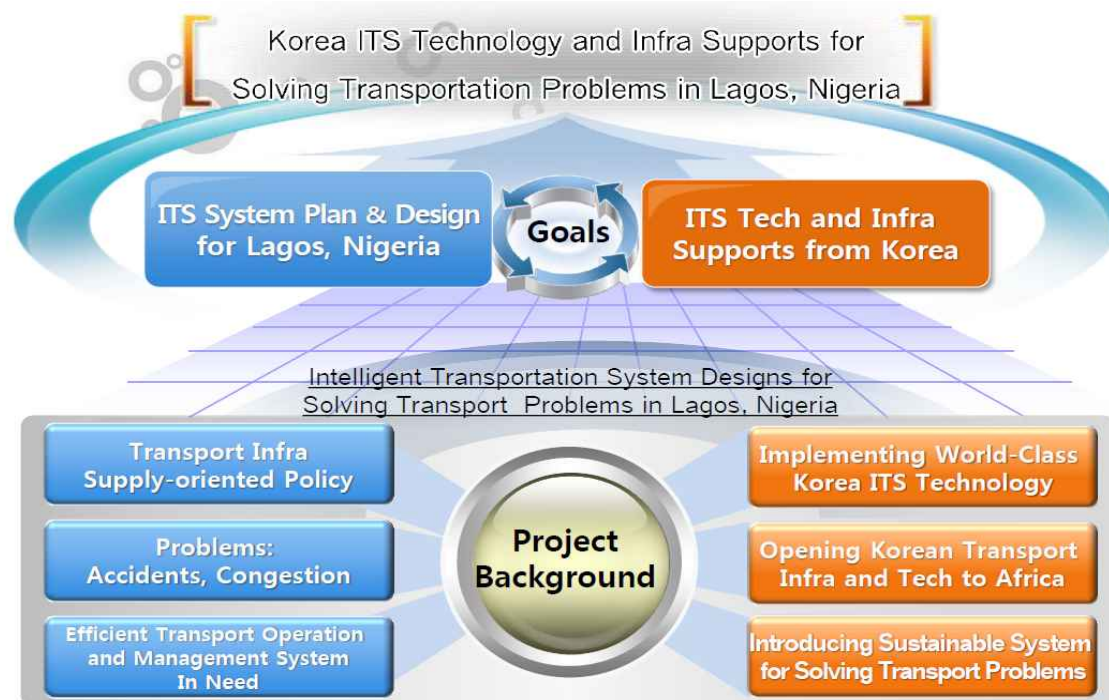 Korea ITS Technology and Infra Supports for
Solving Transportation Problems in Lagos, Nigeria
ITS System Plan & Design
for Lagos, Nigeria
Goals
ITS Tech and Infra
Supports from Korea
Intelligent Transportation System Designs for
Solving Transport Problems in Lagos, Nigeria
Transport Infra
Supply-oriented Policy
Problems:
Accidents, Congestion
Efficient Transport Operation
and Management System
In Need
Project
Background
Implementing World-Class
Korea ITS Technology
Opening Korean Transport
Infra and Tech to Africa
Introducing Sustainable System
for Solving Transport Problems